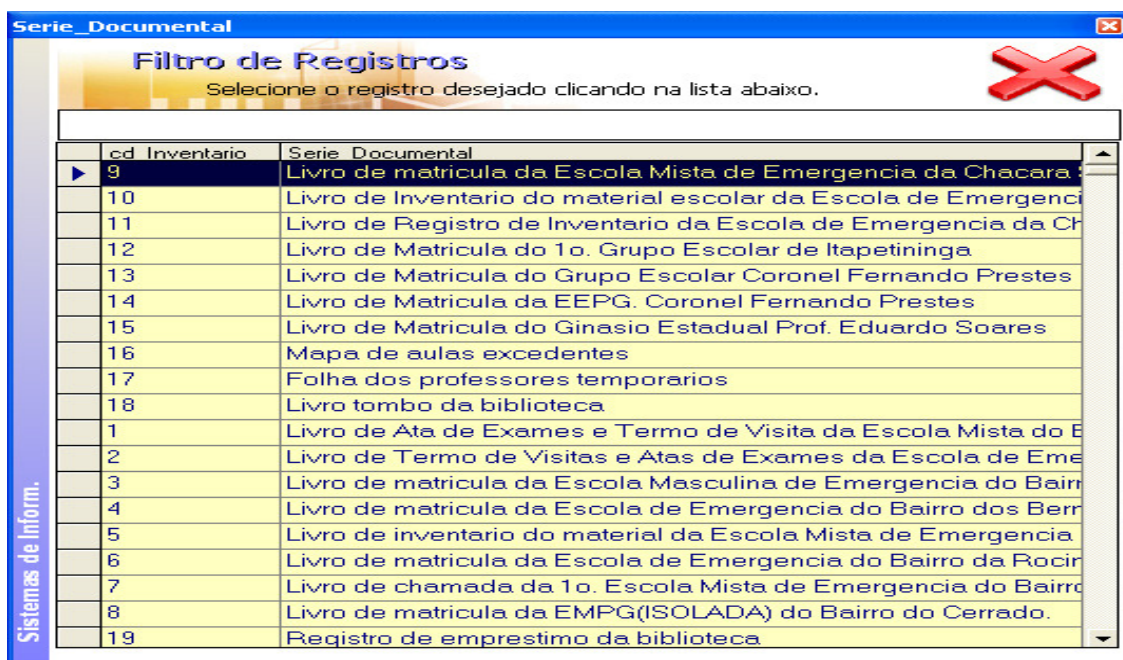 Serie_Documental
Filtro de Registros
Selecione o registro desejado clicando na lista abaixo.
cd_Inventario Serie_Documental
9 Livro de matricula da Escola Mista de Emergencia da Chacara
10 Livro de Inventario do material escolar da Escola de Emergenci
11 Livro de Registro de Inventario da Escola de Emergencia da Ch
12 Livro de Matricula do 1o. Grupo Escolar de Itapetininga
13 Livro de Matricula do Grupo Escolar Coronel Fernando Prestes
14 Livro de Matricula da EEPG. Coronel Fernando Prestes
15 Livro de Matricula do Ginasio Estadual Prof. Eduardo Soares
16 Mapa de aulas excedentes
17 Folha dos professores temporarios
18 Livro tombo da biblioteca
1 Livro de Ata de Exames e Termo de Visita da Escola Mista do B
2 Livro de Termo de Visitas e Atas de Exames da Escola de Eme
3 Livro de matricula da Escola Masculina de Emergencia do Bairr
4 Livro de matricula da Escola de Emergencia do Bairro dos Bern
5 Livro de inventario do material da Escola Mista de Emergencia
6 Livro de matricula da Escola de Emergencia do Bairro da Rocin
7 Livro de chamada da 1o. Escola Mista de Emergencia do Bairro
8 Livro de matricula da EMPG(ISOLADA) do Bairro do Cerrado.
19 Registro de emprestimo da biblioteca
Sistemas de Inform.